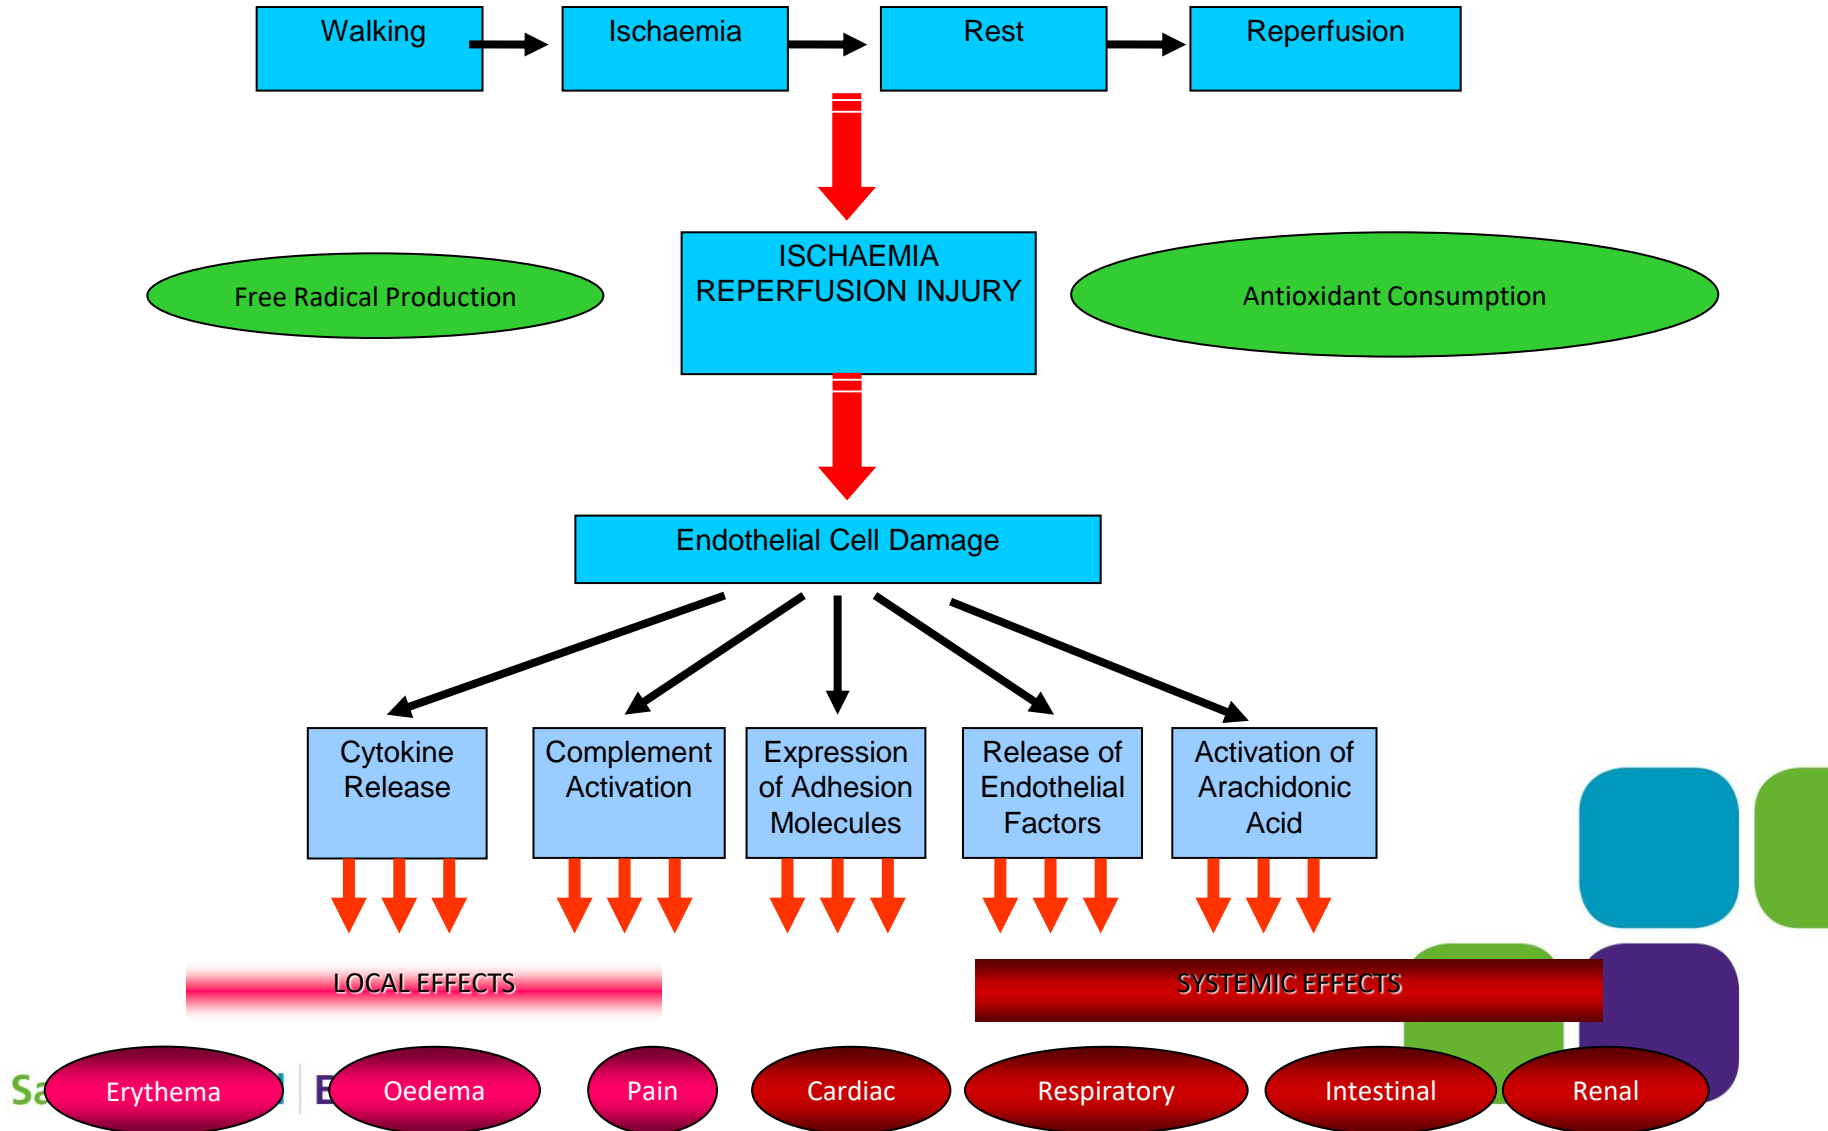 Walking
Ischaemia
Rest
Reperfusion
ISCHAEMIA
REPERFUSION INJURY
Free Radical Production
Antioxidant Consumption
Endothelial Cell Damage
Cytokine
Release
Complement
Activation
Expression
of Adhesion
Molecules
Release of
Endothelial
Factors
Activation of
Arachidonic
Acid
LOCAL EFFECTS
SYSTEMIC EFFECTS
Erythema
Oedema
Pain
Cardiac
Respiratory
Intestinal
Renal